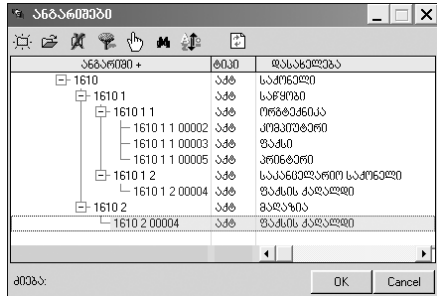 ანგარიშები
ანგარიში + ტიპი დასახელება
1610 აქტ საქონელი
1610 1 აქტ საწყობი
1610 1 1 აქტ ორგტექნიკა
1610 1 1 00002 აქტ კომპიუტერი
1610 1 1 00003 აქტ ფაქსი
1610 1 1 00005 აქტ პრინტერი
1610 1 2 აქტ საკანცელარიო საქონელი
1610 1 2 00004 აქტ ფაქსის ქაღალდი
1610 2 აქტ მაღაზია
1610 2 00004 აქტ ფაქსის ქაღალდი
ძიება: OK Cancel